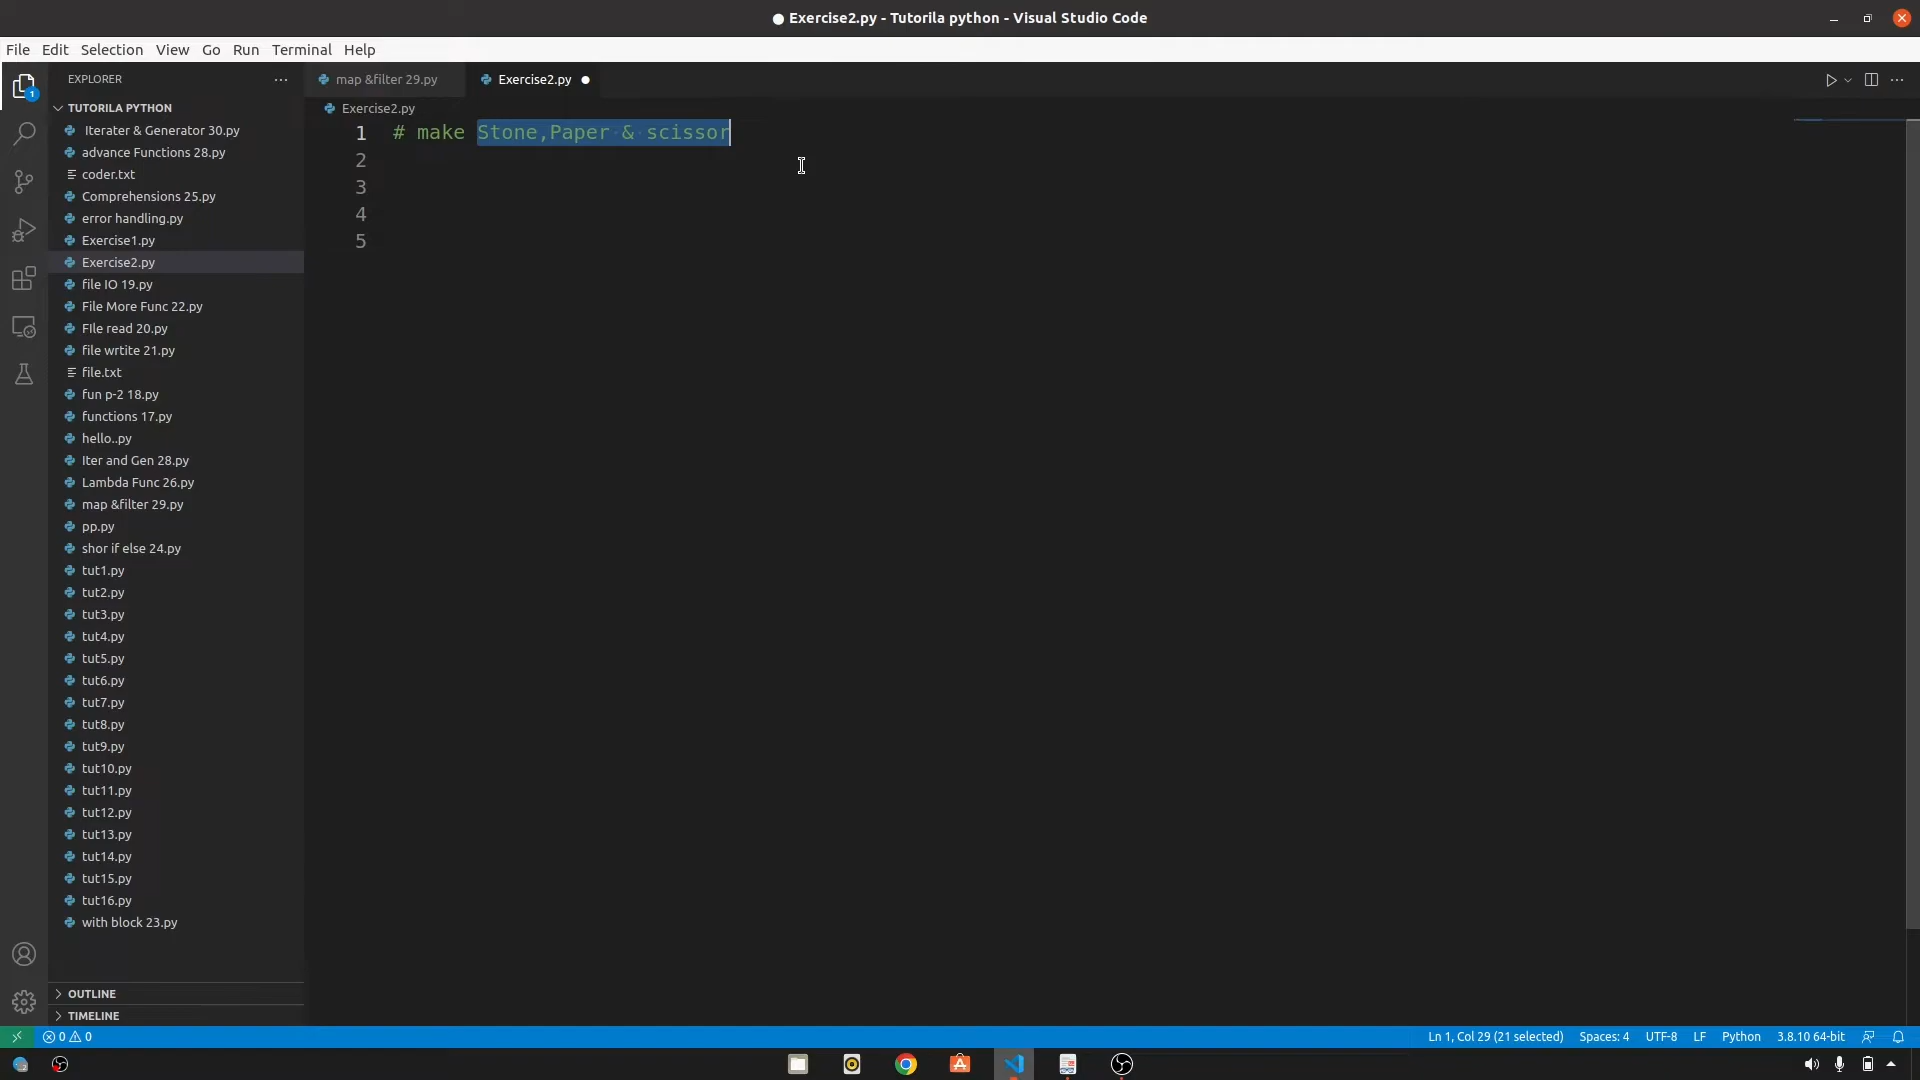 Exercise2.py - Tutorila python - Visual Studio Code
File Edit Selection View Go Run Terminal Help
EXPLORER
TUTORILA PYTHON
Iterater & Generator 30.py
advance Functions 28.py
coder.txt
Comprehensions 25.py
error handling.py
Exercise1.py
Exercise2.py
file IO 19.py
File More Func 22.py
FIle read 20.py
file wrtite 21.py
file.txt
fun p-2 18.py
functions 17.py
hello..py
Iter and Gen 28.py
Lambda Func 26.py
map &filter 29.py
pp.py
shor if else 24.py
tut1.py
tut2.py
tut3.py
tut4.py
tut5.py
tut6.py
tut7.py
tut8.py
tut9.py
tut10.py
tut11.py
tut12.py
tut13.py
tut14.py
tut15.py
tut16.py
with block 23.py
OUTLINE
TIMELINE
map &filter 29.py
Exercise2.py
Exercise2.py
1 # make Stone,Paper & scissor
2
3
4
5
1
0 0
Ln 1, Col 29 (21 selected) Spaces: 4 UTF-8 LF Python 3.8.10 64-bit